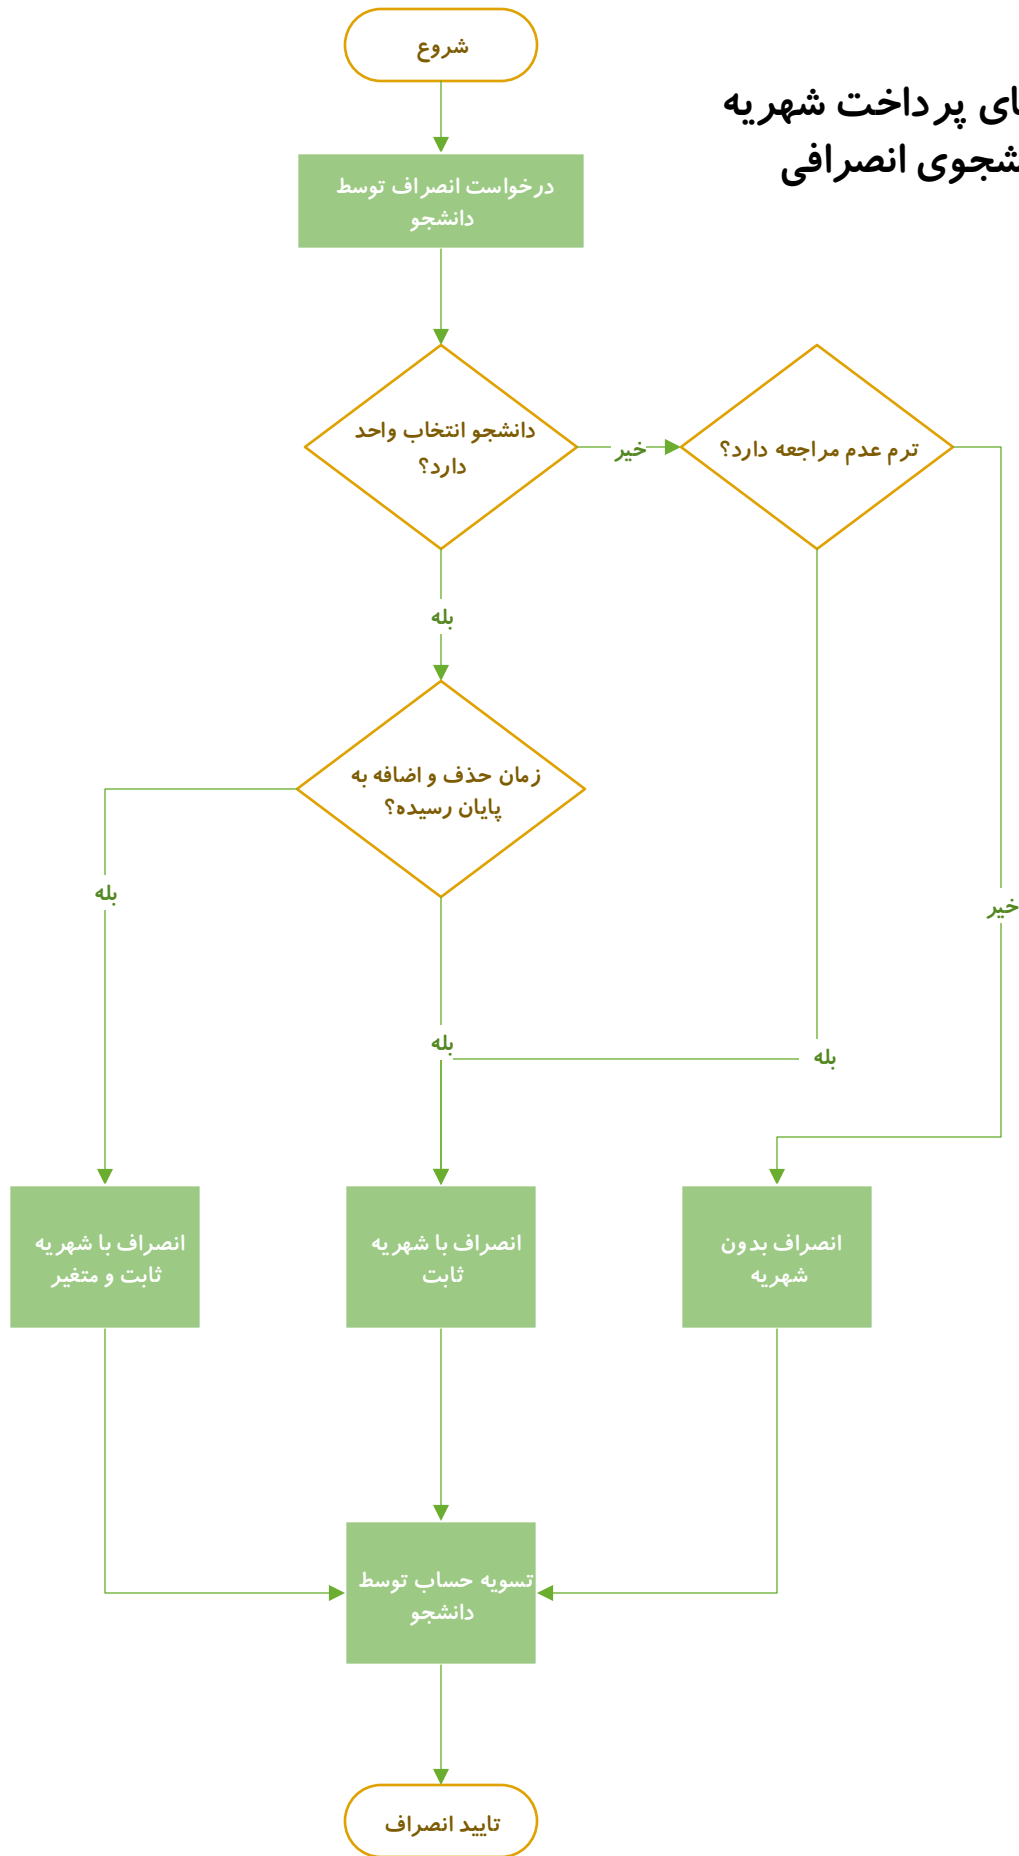 شروع
پرداخت شهریه
انصرافی
درخواست انصراف توسط
دانشجو
دانشجو انتخاب واحد
دارد؟
خیر
ترم عدم مراجعه دارد؟
بله
زمان حذف و اضافه به
پایان رسیده؟
بله
خیر
بله
بله
انصراف بدون
شهریه
انصراف با شهریه
ثابت
انصراف با شهریه
ثابت و متغیر
تسویه حساب توسط
دانشجو
تایید انصراف